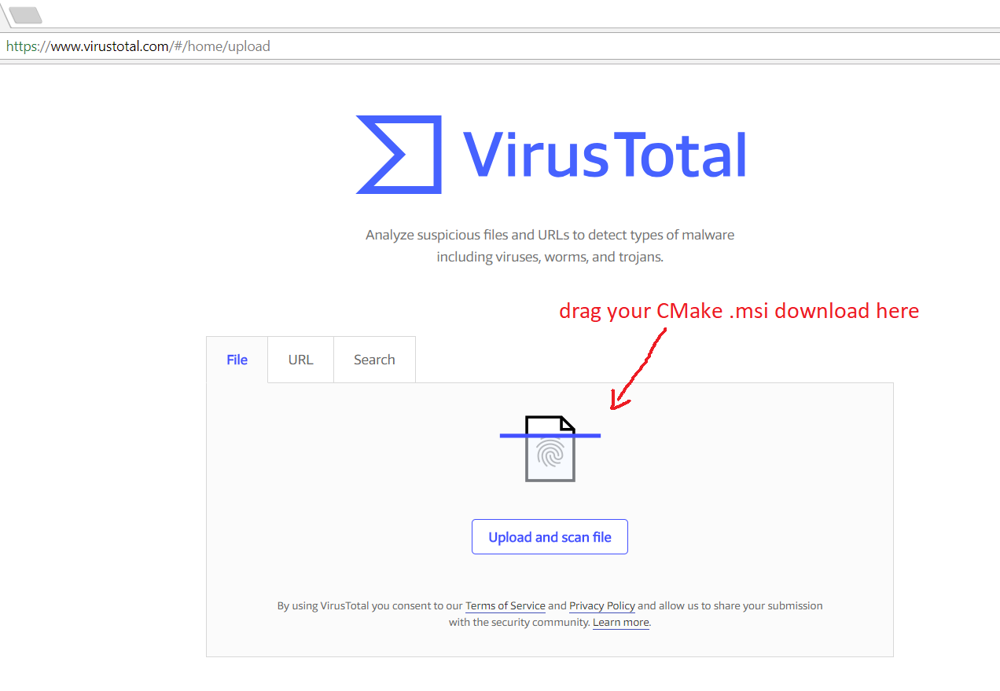 https://www.virustotal.com/#/home/upload
VirusTotal
Analyze suspicious files and URLs to detect types of malware
including viruses, worms, and trojans.
drag your CMake .msi download here
File URL Search
Upload and scan file
By using VirusTotal you consent to our Terms of Service and Privacy Policy and allow us to share your submission
with the security community. Learn more.